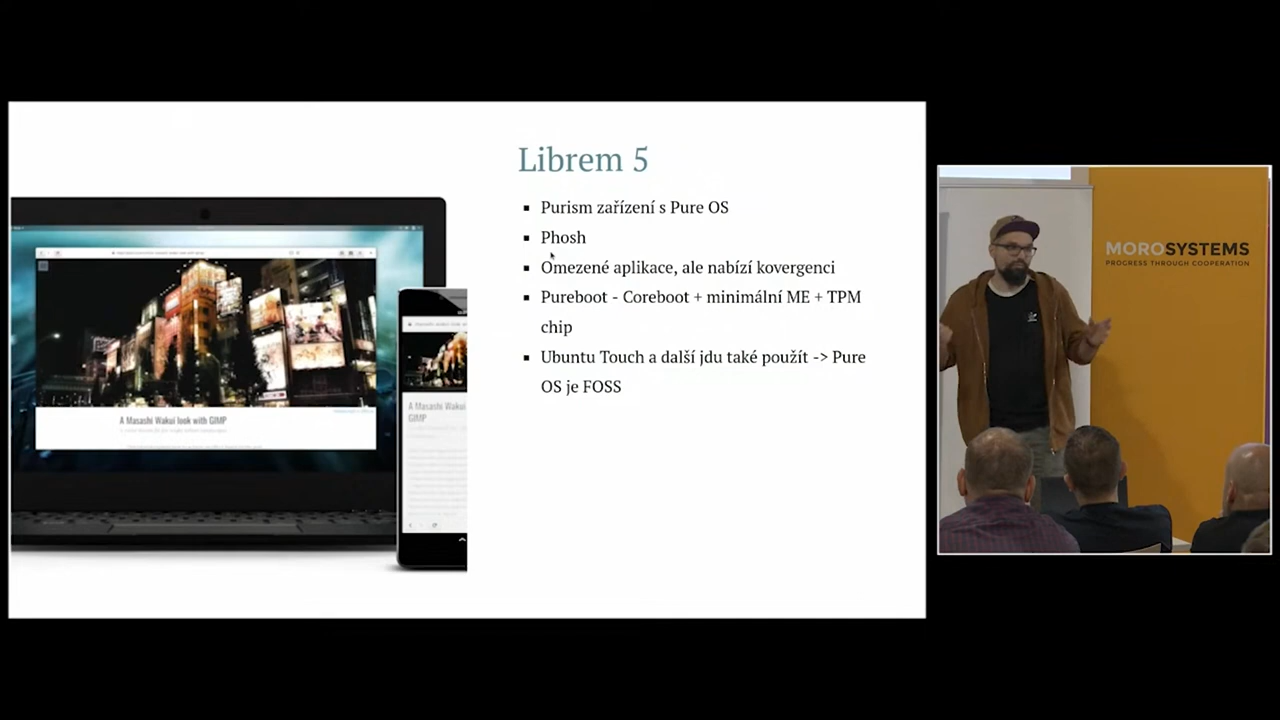 Librem 5
Purism zařízení s Pure OS
Phosh
Omezené aplikace, ale nabízí kovergenci
Pureboot - Coreboot + minimální ME + TPM
chip
Ubuntu Touch a další jdu také použít -> Pure
OS je FOSS
A Masashi Wakui look with GIMP
A Masashi Wakui
GIMP
MOROSYSTEMS
PROGRESS THROUGH COOPERATION